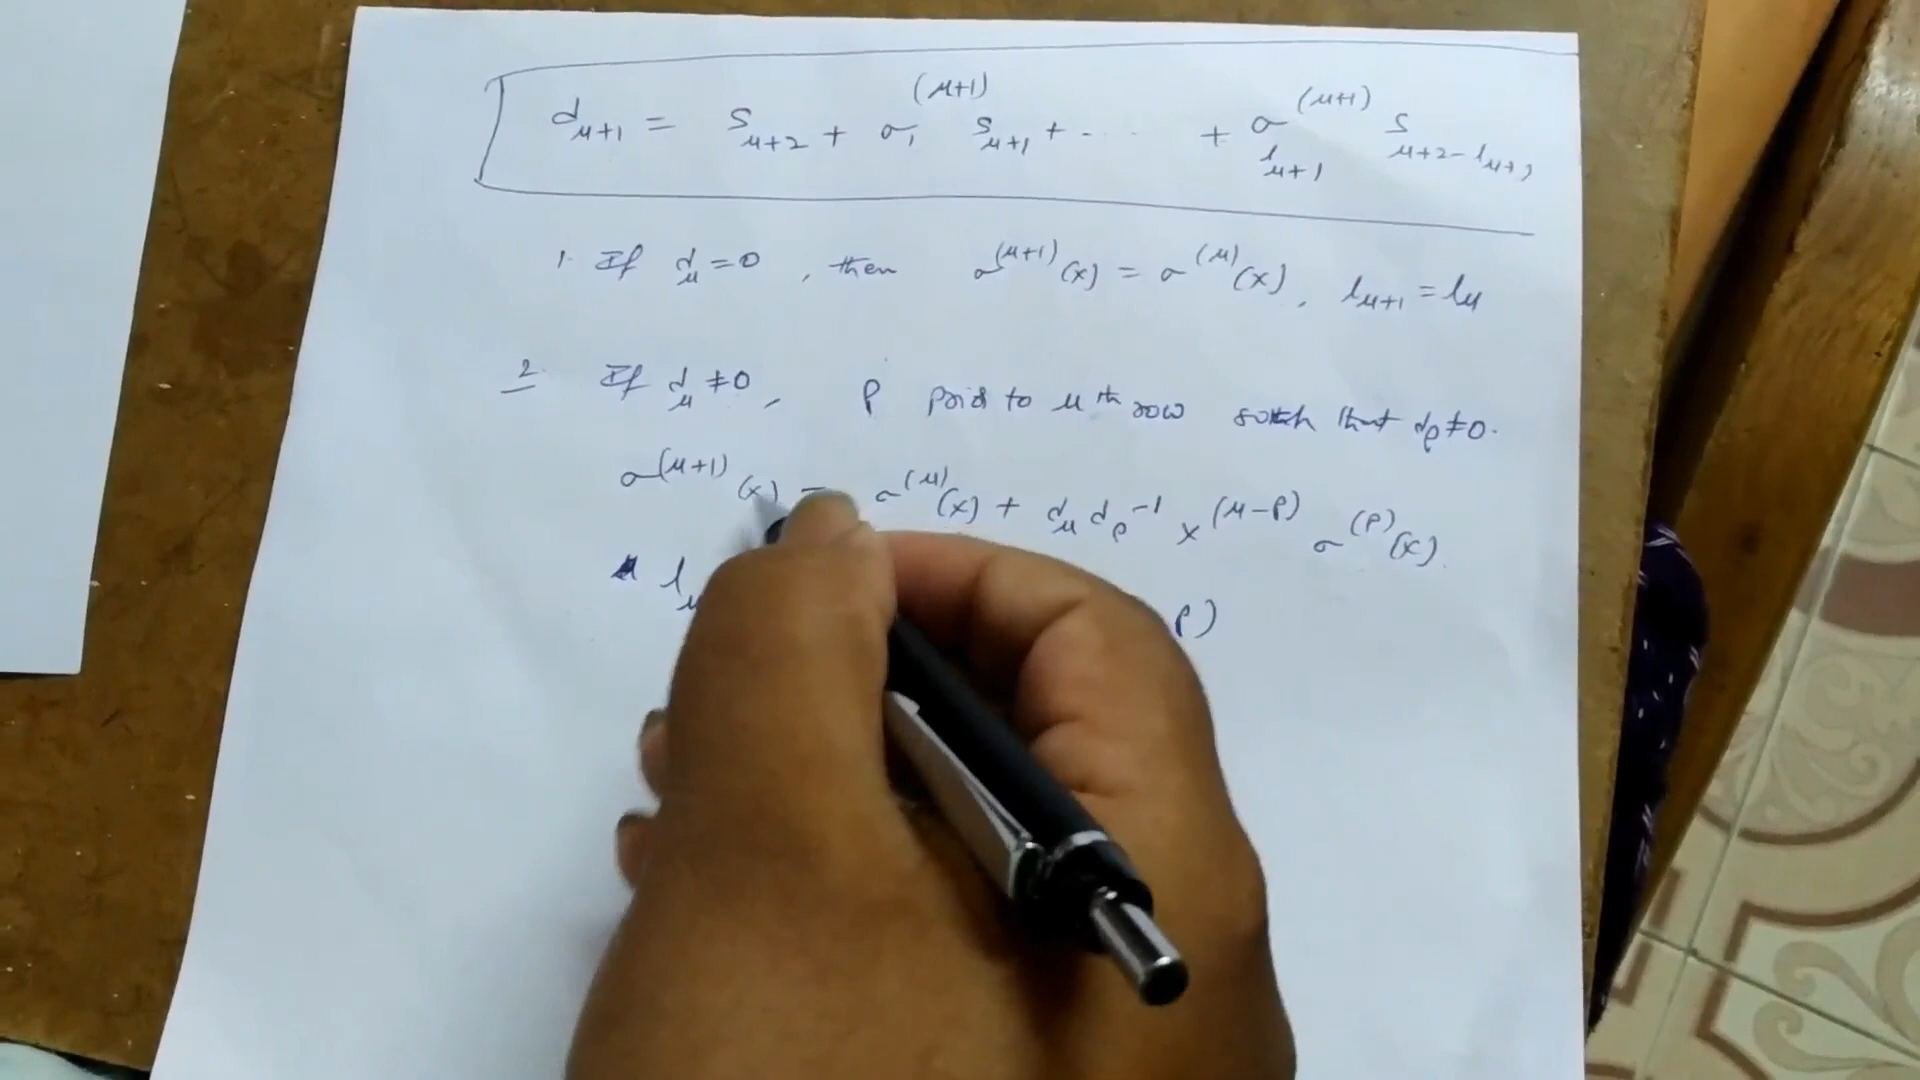 d_{μ+1} = S_{μ+2} + σ_1^{(μ+1)} S_{μ+1} + - ... + σ_{l_{μ+1}}^{(μ+1)} S_{μ+2-l_{μ+1}}
1. If d_μ = 0, then σ^{(μ+1)}(x) = σ^{(μ)}(x), l_{μ+1} = l_μ
2. If d_μ ≠ 0, ρ prior to μ^{th} row such that d_ρ ≠ 0.
σ^{(μ+1)}(x) = σ^{(μ)}(x) + d_μ d_ρ^{-1} x^{(μ-ρ)} σ^{(ρ)}(x).
l_μ ρ)